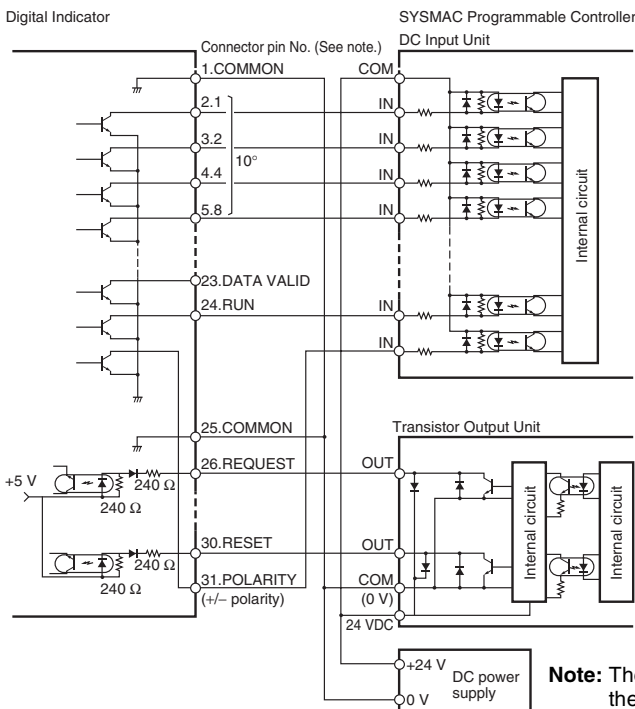 Digital Indicator
SYSMAC Programmable Controller
DC Input Unit
Connector pin No. (See note.)
1.COMMON
COM
2.1
IN
3.2
IN
10°
4.4
IN
5.8
IN
Internal circuit
23.DATA VALID
24.RUN
IN
IN
25.COMMON
Transistor Output Unit
26.REQUEST
OUT
+5 V
240 Ω
240 Ω
Internal circuit
Internal circuit
30.RESET
OUT
240 Ω
240 Ω
31.POLARITY
(+/− polarity)
COM
(0 V)
24 VDC
+24 V
DC power
supply
0 V
Note: The
the